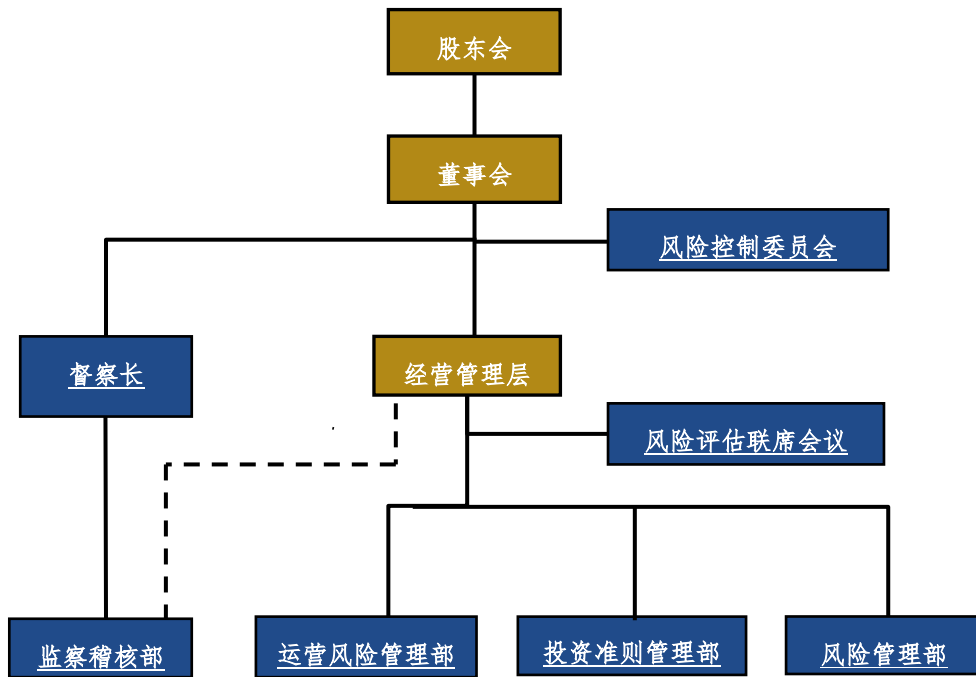 股东会
董事会
风险控制委员会
督察长
经营管理层
风险评估联席会议
监察稽核部
运营风险管理部
投资准则管理部
风险管理部